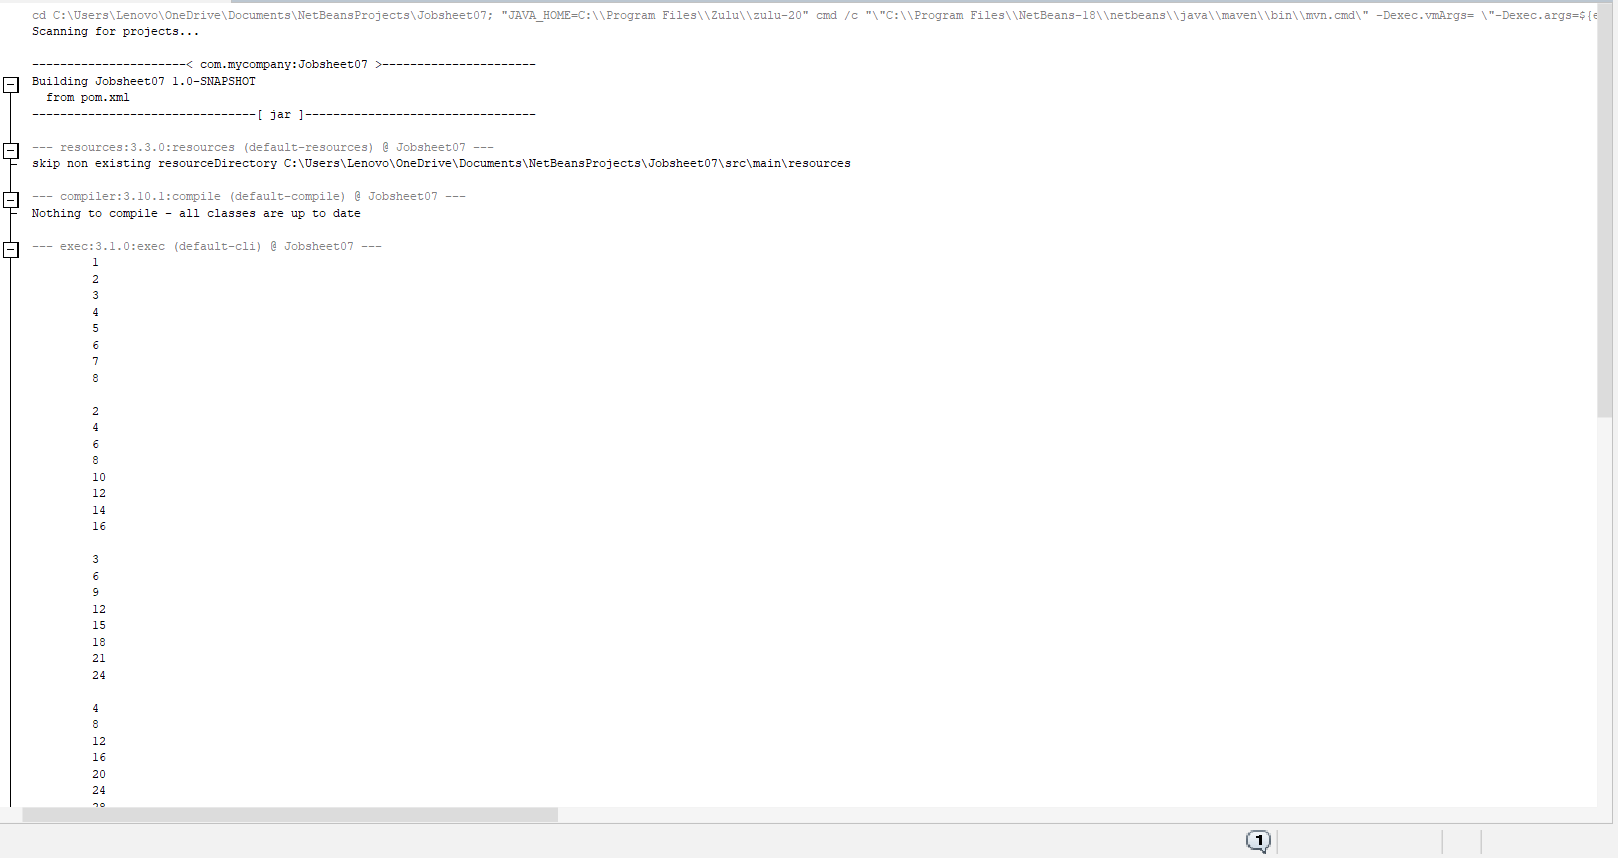 cd C:\Users\Lenovo\OneDrive\Documents\NetBeansProjects\Jobsheet07; "JAVA_HOME=C:\\Program Files\\Zulu\\zulu-20" cmd /c "\"C:\\Program Files\\NetBeans-18\\netbeans\\java\\maven\\bin\\mvn.cmd\" -Dexec.vmArgs= \"-Dexec.args=${e
Scanning for projects...
----------------------< com.mycompany:Jobsheet07 >----------------------
Building Jobsheet07 1.0-SNAPSHOT
  from pom.xml
--------------------------------[ jar ]---------------------------------
--- resources:3.3.0:resources (default-resources) @ Jobsheet07 ---
skip non existing resourceDirectory C:\Users\Lenovo\OneDrive\Documents\NetBeansProjects\Jobsheet07\src\main\resources
--- compiler:3.10.1:compile (default-compile) @ Jobsheet07 ---
Nothing to compile - all classes are up to date
--- exec:3.1.0:exec (default-cli) @ Jobsheet07 ---
1
2
3
4
5
6
7
8
2
4
6
8
10
12
14
16
3
6
9
12
15
18
21
24
4
8
12
16
20
24
28
1